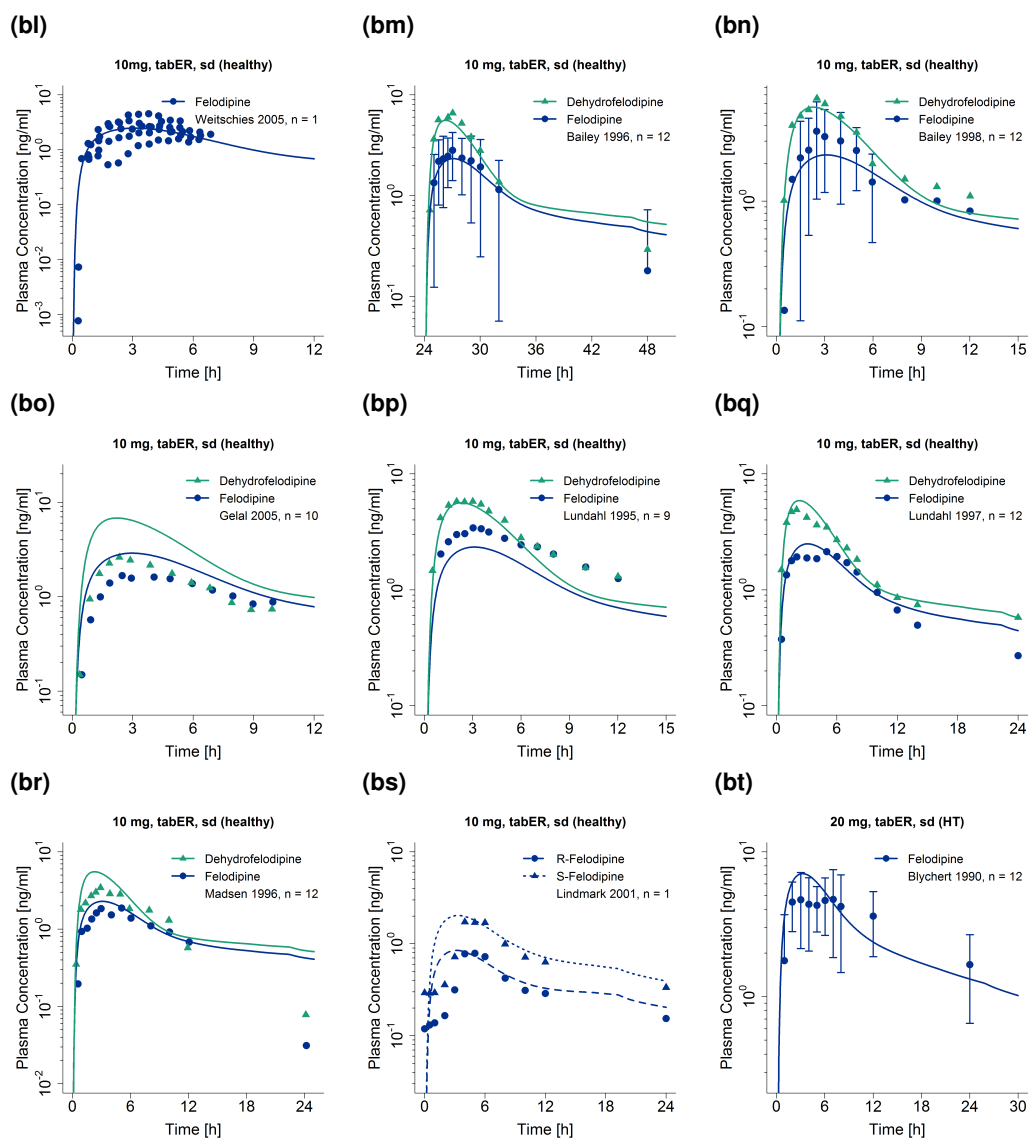 (bl)
10mg, tabER, sd (healthy)
Felodipine
Weitschies 2005, n = 1
Plasma Concentration [ng/ml]
10^1
10^0
10^-1
10^-2
10^-3
0 3 6 9 12
Time [h]
(bm)
10 mg, tabER, sd (healthy)
Dehydrofelodipine
Felodipine
Bailey 1996, n = 12
Plasma Concentration [ng/ml]
10^1
10^0
10^-1
24 30 36 42 48
Time [h]
(bn)
10 mg, tabER, sd (healthy)
Dehydrofelodipine
Felodipine
Bailey 1998, n = 12
Plasma Concentration [ng/ml]
10^0
10^-1
0 3 6 9 12 15
Time [h]
(bo)
10 mg, tabER, sd (healthy)
Dehydrofelodipine
Felodipine
Gelal 2005, n = 10
Plasma Concentration [ng/ml]
10^1
10^0
10^-1
0 3 6 9 12
Time [h]
(bp)
10 mg, tabER, sd (healthy)
Dehydrofelodipine
Felodipine
Lundahl 1995, n = 9
Plasma Concentration [ng/ml]
10^1
10^0
10^-1
0 5 10 15
Time [h]
(bq)
10 mg, tabER, sd (healthy)
Dehydrofelodipine
Felodipine
Lundahl 1997, n = 12
Plasma Concentration [ng/ml]
10^1
10^0
10^-1
0 6 12 18 24
Time [h]
(br)
10 mg, tabER, sd (healthy)
Dehydrofelodipine
Felodipine
Madsen 1996, n = 12
Plasma Concentration [ng/ml]
10^1
10^0
10^-1
10^-2
0 6 12 18 24
Time [h]
(bs)
10 mg, tabER, sd (healthy)
R-Felodipine
S-Felodipine
Lindmark 2001, n = 1
Plasma Concentration [ng/ml]
10^1
10^0
10^-1
0 6 12 18 24
Time [h]
(bt)
20 mg, tabER, sd (HT)
Felodipine
Blychert 1990, n = 12
Plasma Concentration [ng/ml]
10^1
10^0
0 6 12 18 24 30
Time [h]